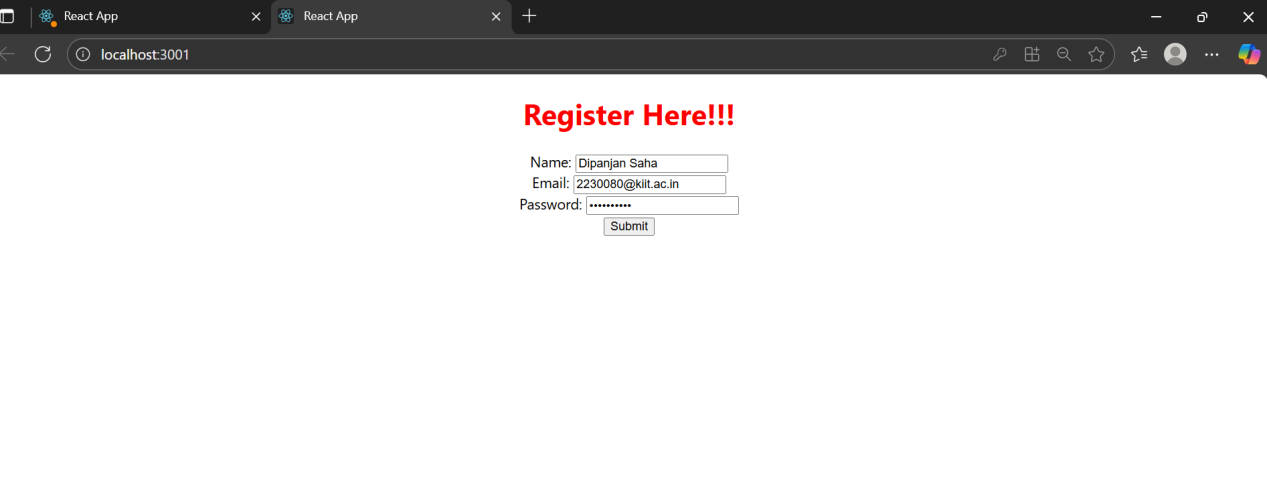 React App
React App
localhost:3001
Register Here!!!
Name: Dipanjan Saha
Email: 2230080@kiit.ac.in
Password: ••••••••••
Submit